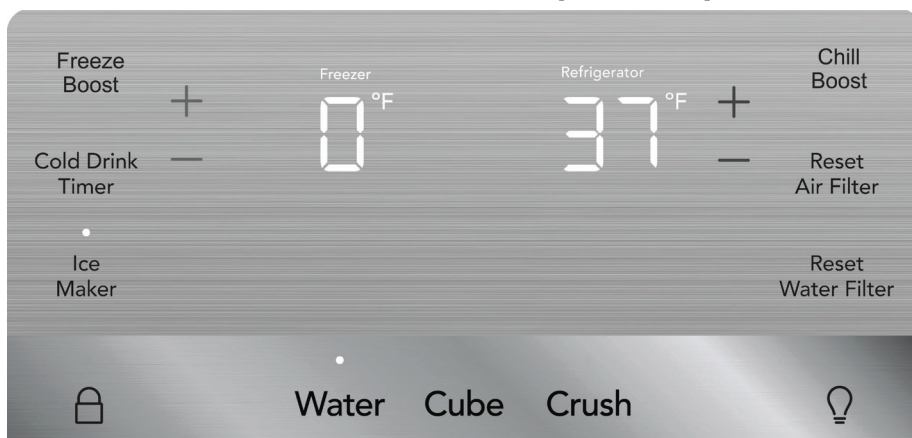 Freeze
Boost
+
Freezer
0°F
Refrigerator
37°F
+
Chill
Boost
Cold Drink
Timer
−
−
Reset
Air Filter
Ice
Maker
Reset
Water Filter
Water
Cube
Crush